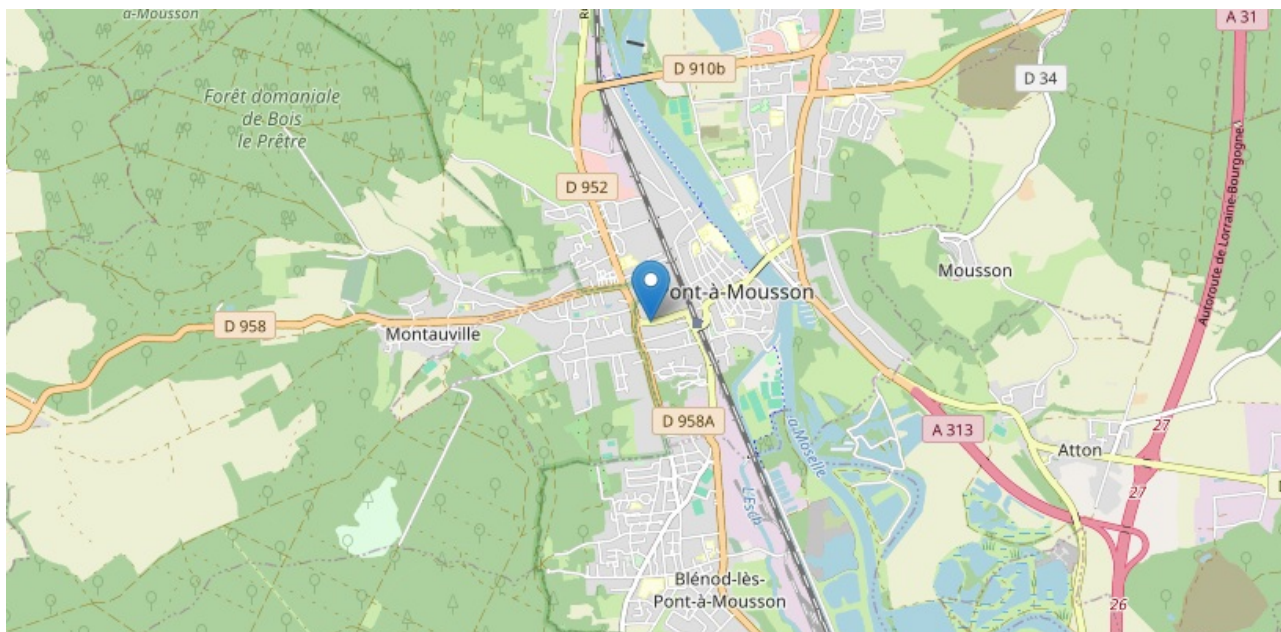 à-Mousson
A 31
D 910b
D 34
Forêt domaniale
de Bois
le Prêtre
D 952
Autoroute de Lorraine-Bourgogne
Mousson
ont-à-Mousson
D 958
Montauville
D 958A
A 313
la Moselle
27
Atton
27
L'Esch
Blénod-lès-
Pont-à-Mousson
26